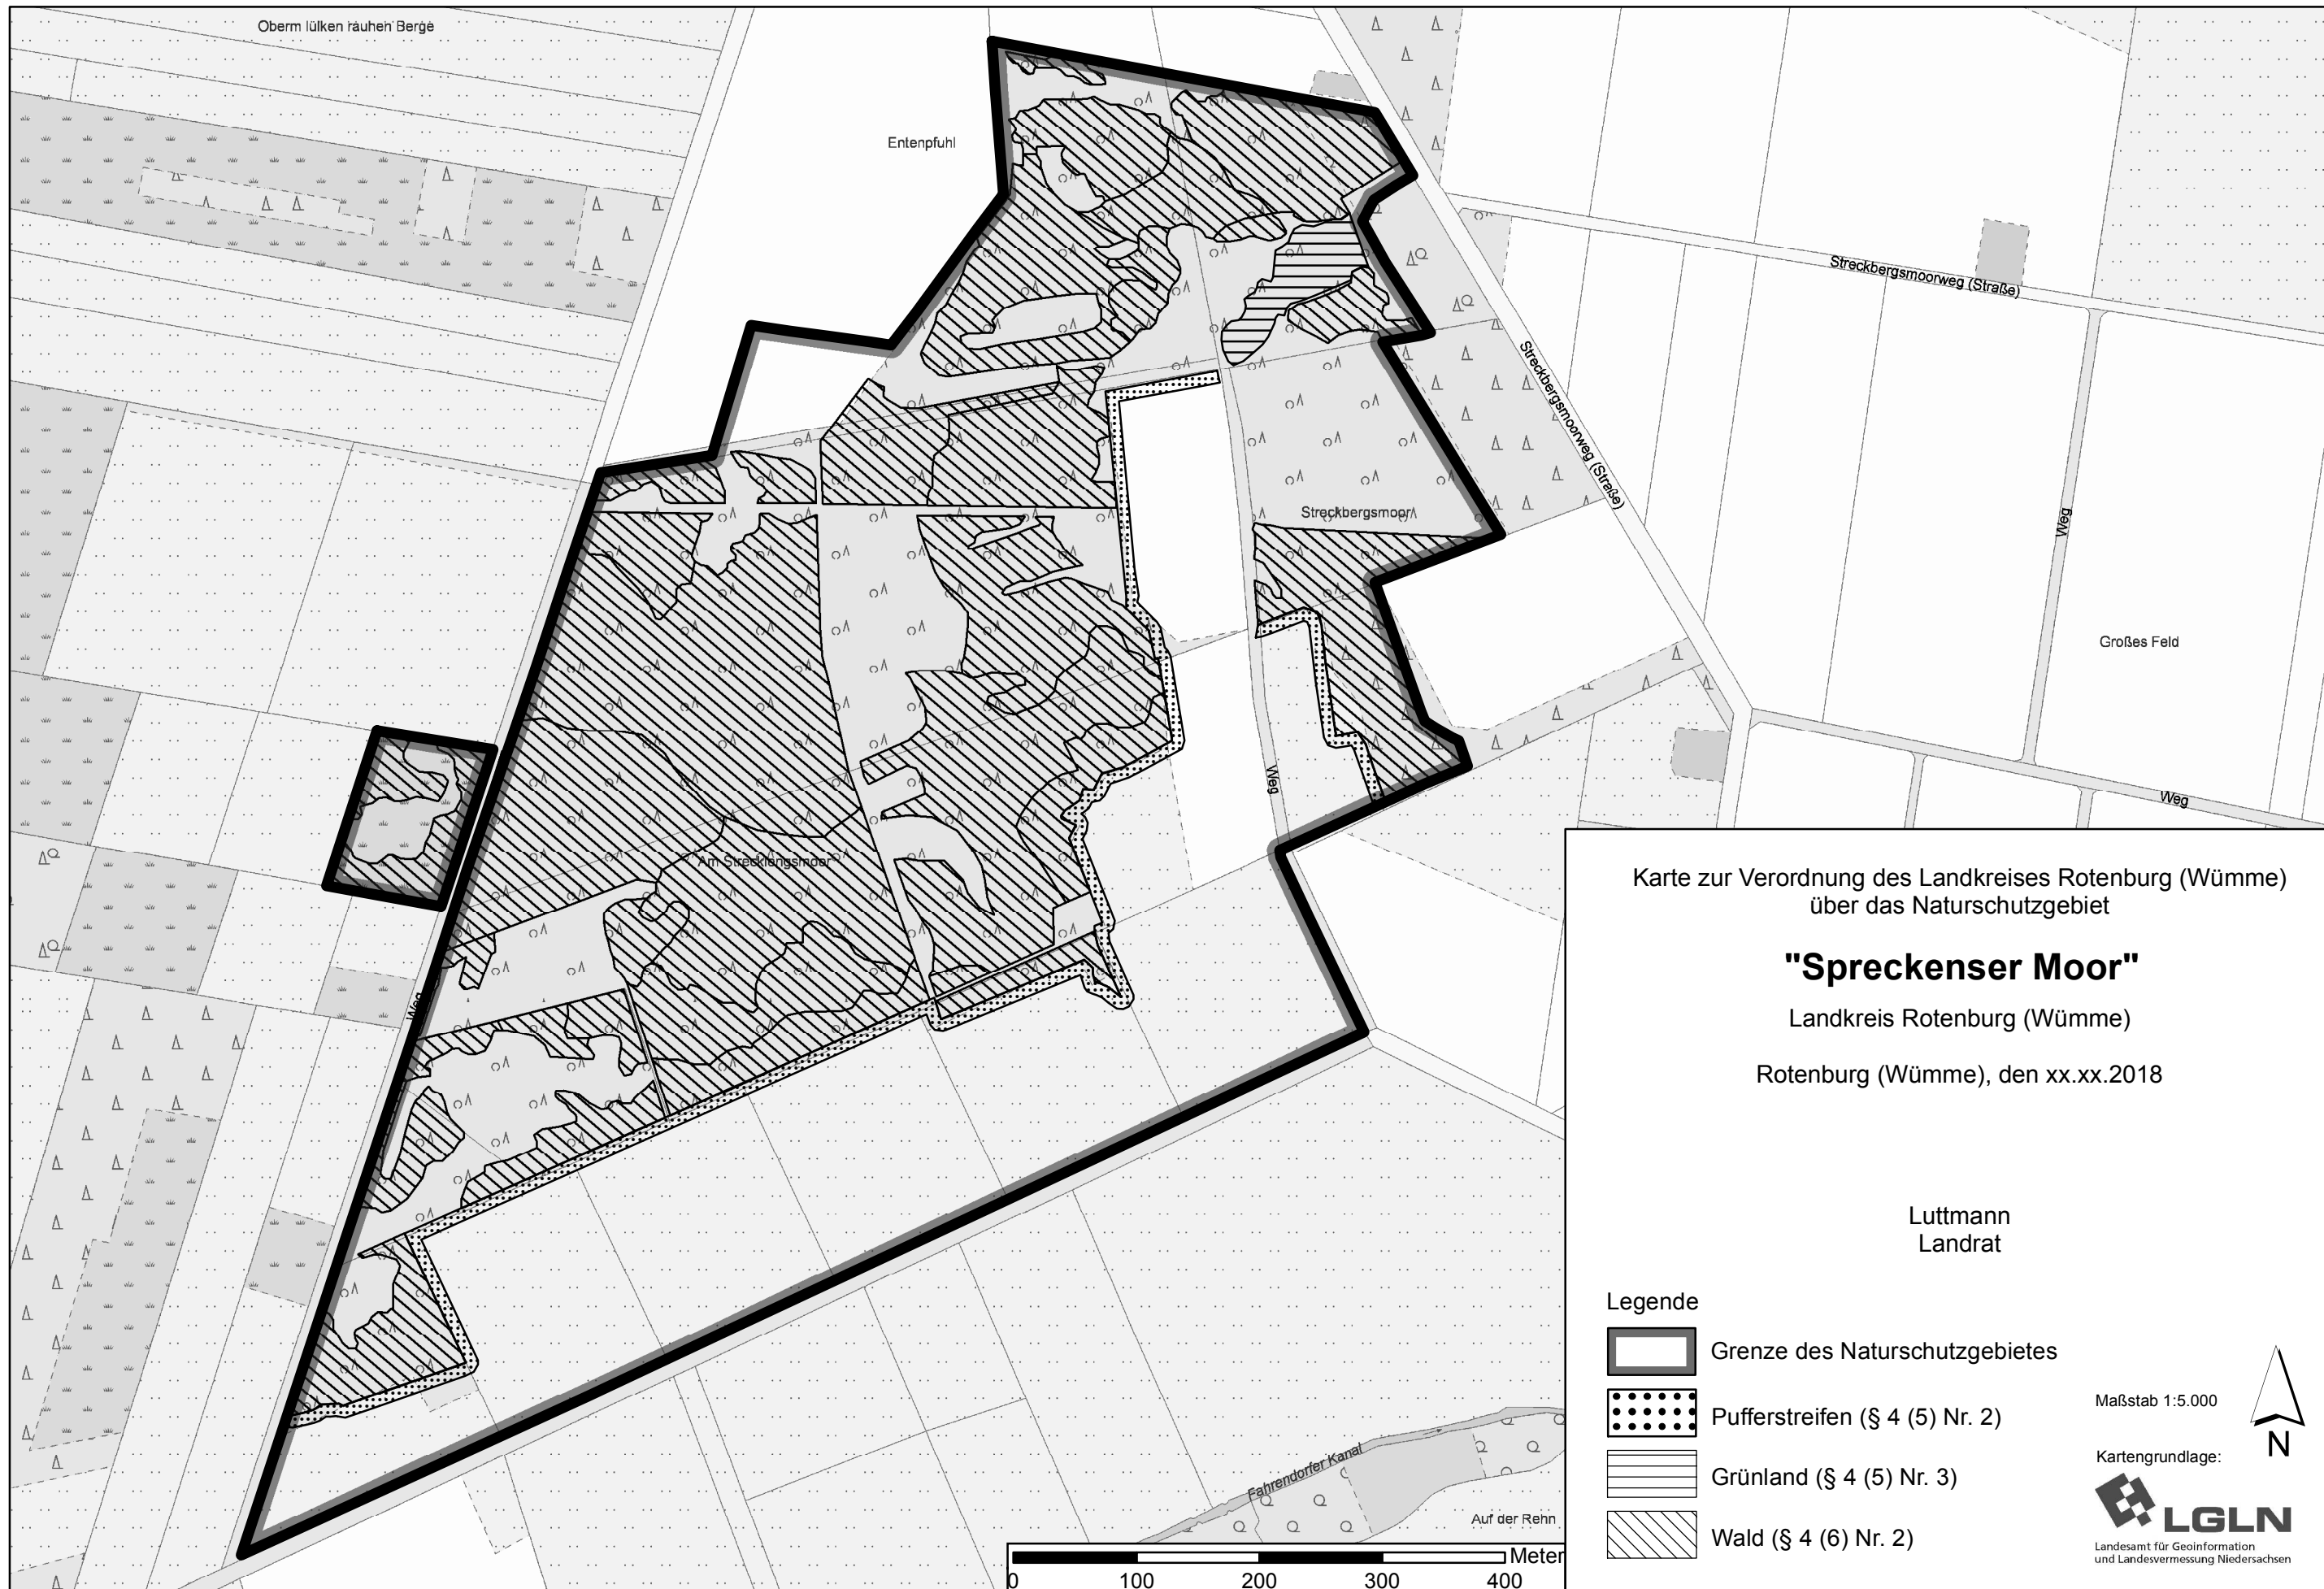 Oberm lülken rauhen Berge
Entenpfuhl
Streckbergsmoorweg (Straße)
Streckbergsmoorweg (Straße)
Weg
Streckbergsmoor
Großes Feld
Weg
Weg
Am Strecklöngsmoor
Weg
Fahrendorfer Kanal
Auf der Rehn
Karte zur Verordnung des Landkreises Rotenburg (Wümme)
über das Naturschutzgebiet
"Spreckenser Moor"
Landkreis Rotenburg (Wümme)
Rotenburg (Wümme), den xx.xx.2018
Luttmann
Landrat
Legende
Grenze des Naturschutzgebietes
Pufferstreifen (§ 4 (5) Nr. 2)
Grünland (§ 4 (5) Nr. 3)
Wald (§ 4 (6) Nr. 2)
Maßstab 1:5.000
N
Kartengrundlage:
LGLN
Landesamt für Geoinformation
und Landesvermessung Niedersachsen
Meter
0 100 200 300 400